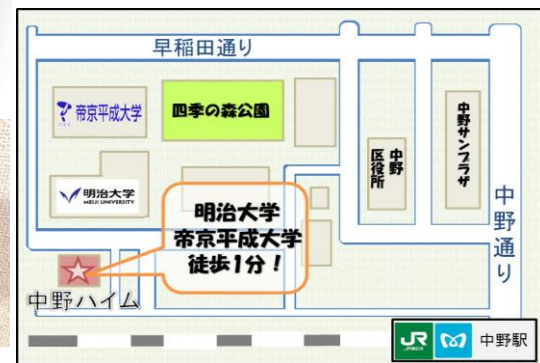 早稲田通り
帝京平成大学
四季の森公園
中野
区役所
中野サンプラザ
明治大学
MEIJI UNIVERSITY
明治大学
帝京平成大学
徒歩1分!
中野通り
中野ハイム
JR
中野駅